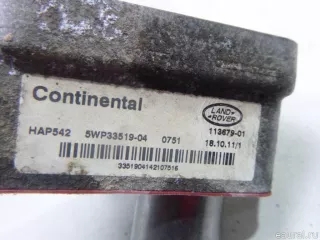 Continental
LAND
ROVER
113679-01
HAP542 5WP33519-04 0751 18.10.11/1
3351904142107516